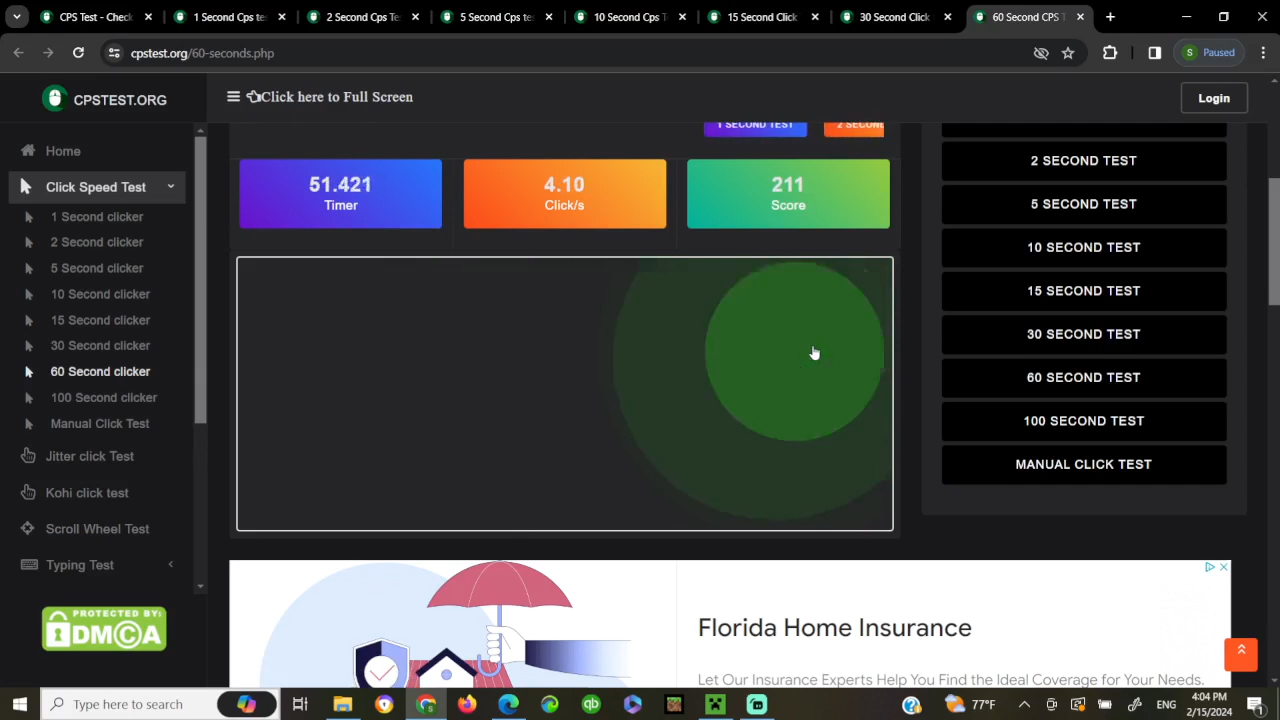 CPS Test - Check
1 Second Cps tes
2 Second Cps Tes
5 Second Cps tes
10 Second Cps Te
15 Second Click
30 Second Click
60 Second CPS T
cpstest.org/60-seconds.php
S
Paused
CPSTEST.ORG
Click here to Full Screen
Login
1 SECOND TEST
2 SECON
Home
Click Speed Test
1 Second clicker
2 Second clicker
5 Second clicker
10 Second clicker
15 Second clicker
30 Second clicker
60 Second clicker
100 Second clicker
Manual Click Test
Jitter click Test
Kohi click test
Scroll Wheel Test
Typing Test
PROTECTED BY:
DMCA
51.421
Timer
4.10
Click/s
211
Score
2 SECOND TEST
5 SECOND TEST
10 SECOND TEST
15 SECOND TEST
30 SECOND TEST
60 SECOND TEST
100 SECOND TEST
MANUAL CLICK TEST
Florida Home Insurance
Let Our Insurance Experts Help You Find the Ideal Coverage for Your Needs.
Type here to search
qb
77°F
ENG
4:04 PM
2/15/2024
1